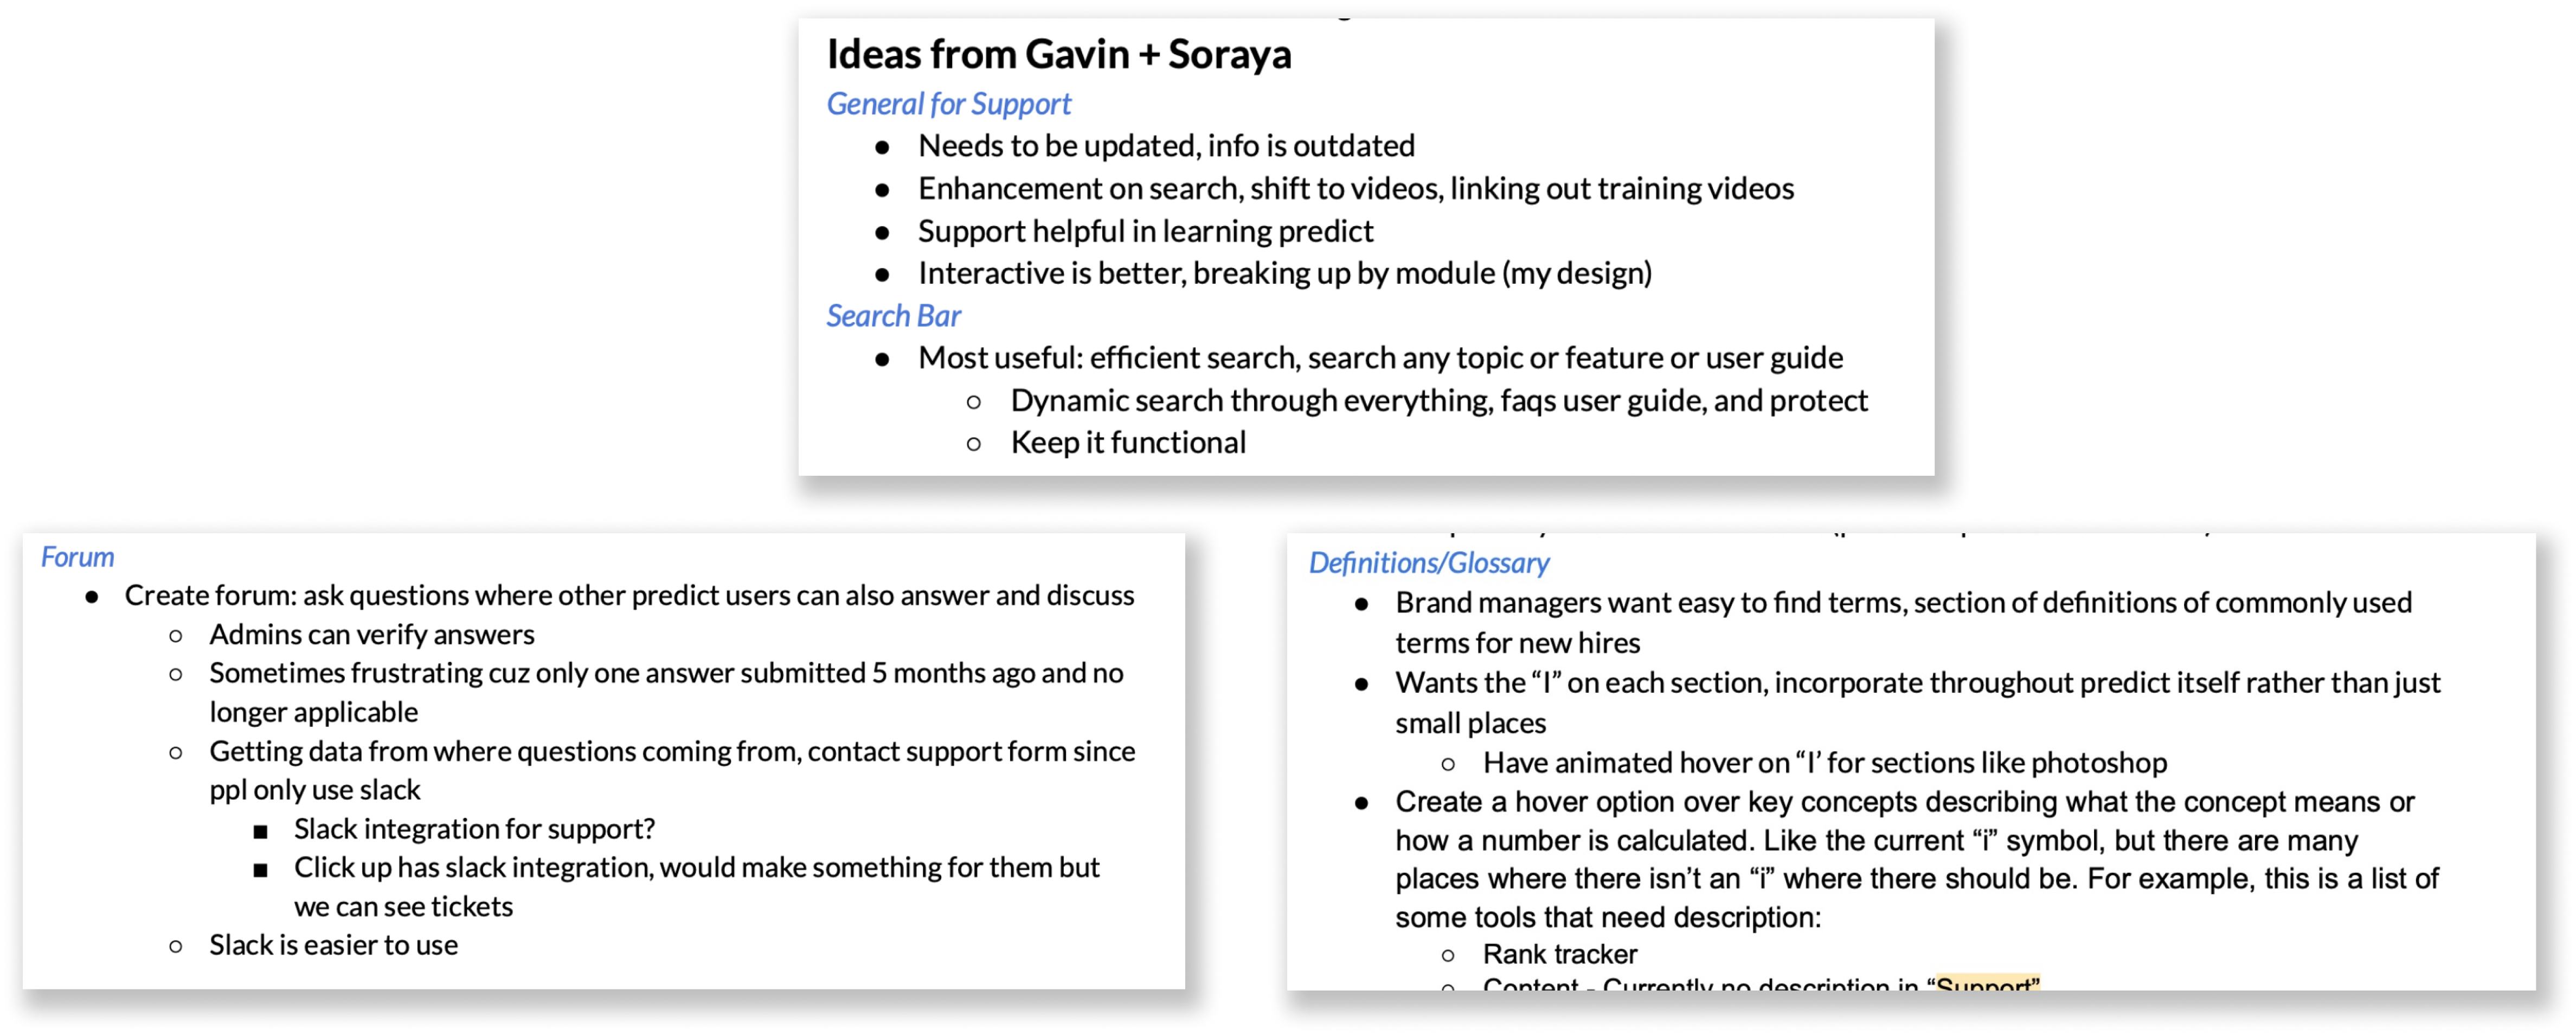 Ideas from Gavin + Soraya
General for Support
● Needs to be updated, info is outdated
● Enhancement on search, shift to videos, linking out training videos
● Support helpful in learning predict
● Interactive is better, breaking up by module (my design)
Search Bar
● Most useful: efficient search, search any topic or feature or user guide
○ Dynamic search through everything, faqs user guide, and protect
○ Keep it functional
Forum
● Create forum: ask questions where other predict users can also answer and discuss
○ Admins can verify answers
○ Sometimes frustrating cuz only one answer submitted 5 months ago and no
longer applicable
○ Getting data from where questions coming from, contact support form since
ppl only use slack
■ Slack integration for support?
■ Click up has slack integration, would make something for them but
we can see tickets
○ Slack is easier to use
Definitions/Glossary
● Brand managers want easy to find terms, section of definitions of commonly used
terms for new hires
● Wants the “I” on each section, incorporate throughout predict itself rather than just
small places
○ Have animated hover on “I’ for sections like photoshop
● Create a hover option over key concepts describing what the concept means or
how a number is calculated. Like the current “i” symbol, but there are many
places where there isn’t an “i” where there should be. For example, this is a list of
some tools that need description:
○ Rank tracker
○ Content - Currently no description in “Support”